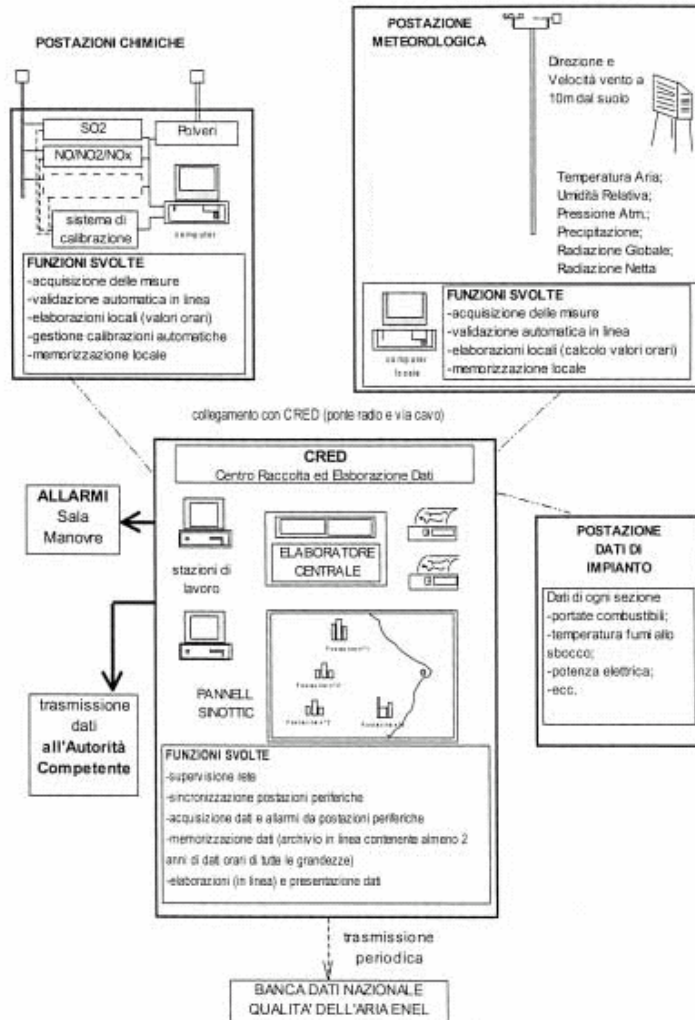 POSTAZIONI CHIMICHE
SO2
Polveri
NO/NO2/NOx
sistema di
calibrazione
computer
FUNZIONI SVOLTE
-acquisizione delle misure
-validazione automatica in linea
-elaborazioni locali (valori orari)
-gestione calibrazioni automatiche
-memorizzazione locale
POSTAZIONE
METEOROLOGICA
Direzione e
Velocità vento a
10m dal suolo
Temperatura Aria;
Umidità Relativa;
Pressione Atm.;
Precipitazione;
Radiazione Globale;
Radiazione Netta
computer
locale
FUNZIONI SVOLTE
-acquisizione delle misure
-validazione automatica in linea
-elaborazioni locali (calcolo valori orari)
-memorizzazione locale
collegamento con CRED (ponte radio e via cavo)
CRED
Centro Raccolta ed Elaborazione Dati
ALLARMI
Sala
Manovre
stazioni di
lavoro
ELABORATORE
CENTRALE
PANNELL
SINOTTIC
trasmissione
dati
all'Autorità
Competente
POSTAZIONE
DATI DI
IMPIANTO
Dati di ogni sezione
-portate combustibili;
-temperatura fumi allo
sbocco;
-potenza elettrica;
-ecc.
FUNZIONI SVOLTE
-supervisione rete
-sincronizzazione postazioni periferiche
-acquisizione dati e allarmi da postazioni periferiche
-memorizzazione dati (archivio in linea contenente almeno 2
anni di dati orari di tutte le grandezze)
-elaborazioni (in linea) e presentazione dati
trasmissione
periodica
BANCA DATI NAZIONALE
QUALITA' DELL'ARIA ENEL